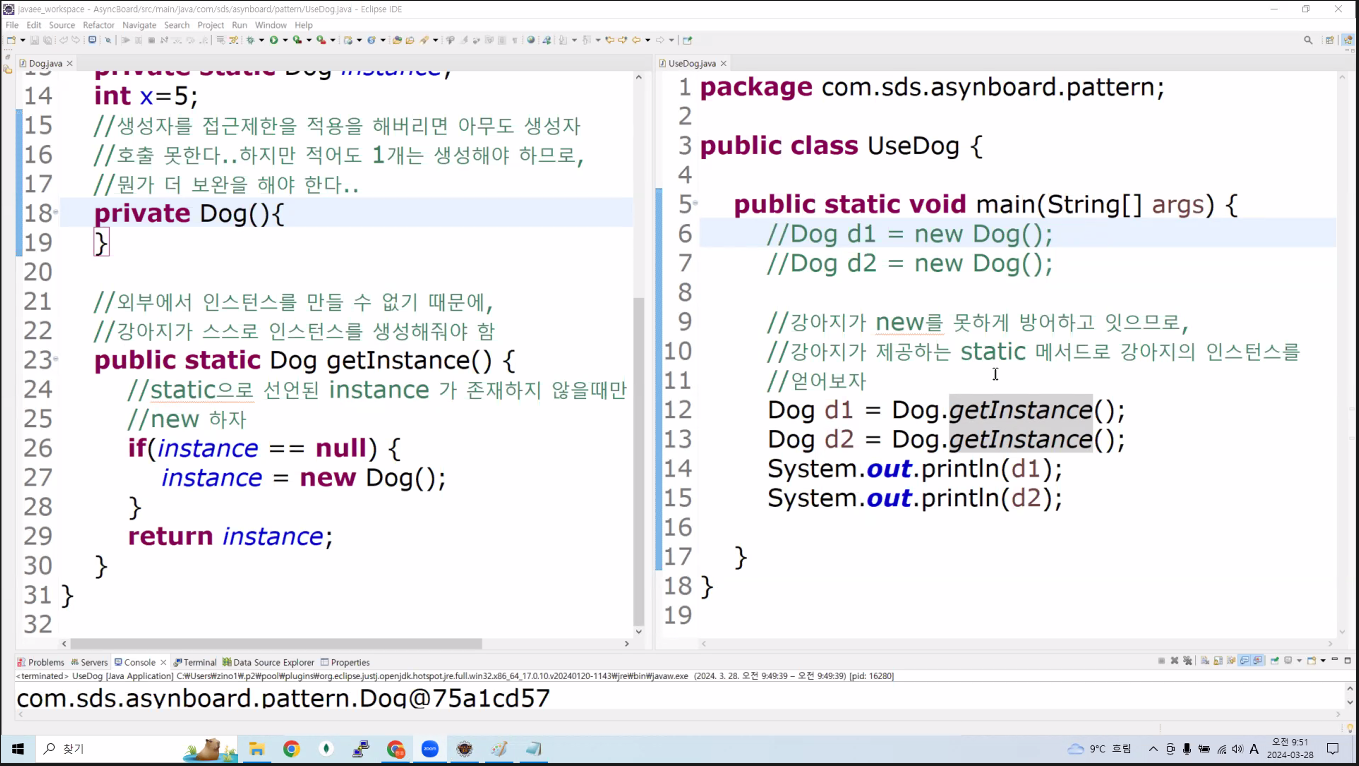 javaee_workspace - AsyncBoard/src/main/java/com/sds/asynboard/pattern/UseDog.java - Eclipse IDE
File Edit Source Refactor Navigate Search Project Run Window Help
Dog.java
13 private static Dog instance;
14 int x=5;
15 //생성자를 접근제한을 적용을 해버리면 아무도 생성자
16 //호출 못한다..하지만 적어도 1개는 생성해야 하므로,
17 //뭔가 더 보완을 해야 한다..
18 private Dog(){
19 }
20
21 //외부에서 인스턴스를 만들 수 없기 때문에,
22 //강아지가 스스로 인스턴스를 생성해줘야 함
23 public static Dog getInstance() {
24 //static으로 선언된 instance 가 존재하지 않을때만
25 //new 하자
26 if(instance == null) {
27 instance = new Dog();
28 }
29 return instance;
30 }
31 }
32
UseDog.java
1 package com.sds.asynboard.pattern;
2
3 public class UseDog {
4
5 public static void main(String[] args) {
6 //Dog d1 = new Dog();
7 //Dog d2 = new Dog();
8
9 //강아지가 new를 못하게 방어하고 잇으므로,
10 //강아지가 제공하는 static 메서드로 강아지의 인스턴스를
11 //얻어보자
12 Dog d1 = Dog.getInstance();
13 Dog d2 = Dog.getInstance();
14 System.out.println(d1);
15 System.out.println(d2);
16
17 }
18 }
19
Problems Servers Console Terminal Data Source Explorer Properties
<terminated> UseDog [Java Application] C:₩Users₩zino1₩.p2₩pool₩plugins₩org.eclipse.justj.openjdk.hotspot.jre.full.win32.x86_64_17.0.10.v20240120-1143₩jre₩bin₩javaw.exe (2024. 3. 28. 오전 9:49:39 – 오전 9:49:39) [pid: 16280]
com.sds.asynboard.pattern.Dog@75a1cd57
찾기
zoom
9°C 흐림
A
오전 9:51
2024-03-28